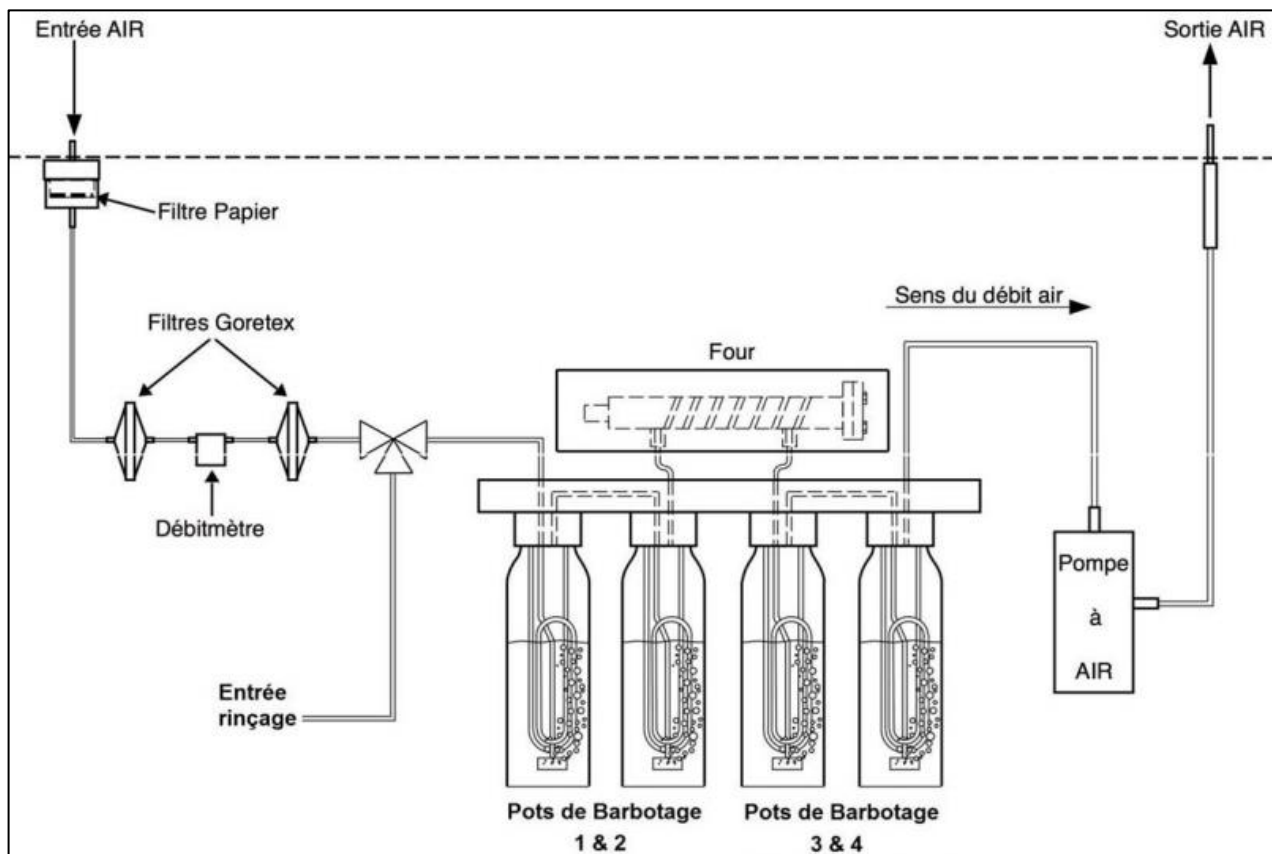 Entrée AIR
Sortie AIR
Filtre Papier
Sens du débit air
Filtres Goretex
Four
Débitmètre
Pompe
à
AIR
Entrée
rinçage
Pots de Barbotage
1 & 2
Pots de Barbotage
3 & 4